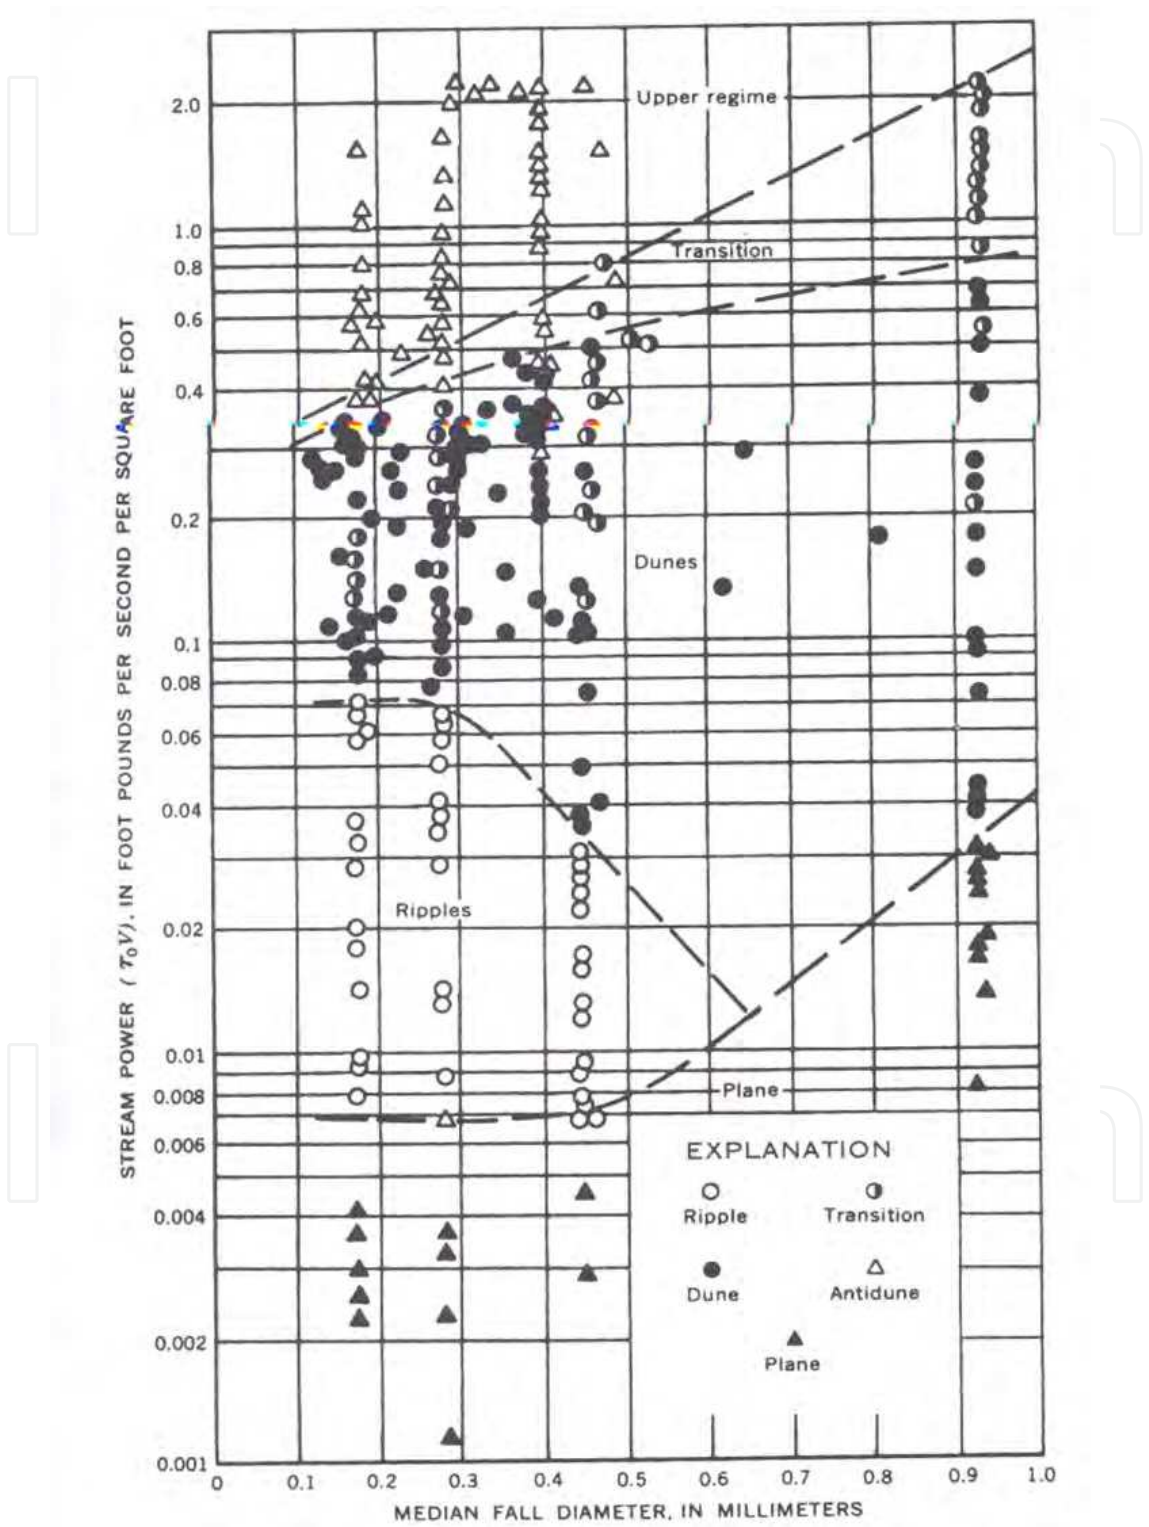 2.0
1.0
0.8
0.6
0.4
0.2
0.1
0.08
0.06
0.04
0.02
0.01
0.008
0.006
0.004
0.002
0.001
STREAM POWER (τ₀V), IN FOOT POUNDS PER SECOND PER SQUARE FOOT
Upper regime
Transition
Dunes
Ripples
Plane
EXPLANATION
Ripple
Transition
Dune
Antidune
Plane
0 0.1 0.2 0.3 0.4 0.5 0.6 0.7 0.8 0.9 1.0
MEDIAN FALL DIAMETER, IN MILLIMETERS